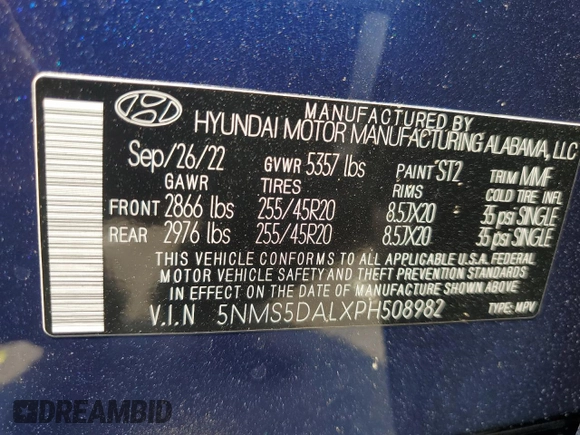 MANUFACTURED BY
HYUNDAI MOTOR MANUFACTURING ALABAMA, LLC
Sep/26/22 GVWR 5357 lbs PAINT ST2 TRIM MMF
GAWR TIRES RIMS COLD TIRE INFL
FRONT 2866 lbs 255/45R20 8.5JX20 35 psi SINGLE
REAR 2976 lbs 255/45R20 8.5JX20 35 psi SINGLE
THIS VEHICLE CONFORMS TO ALL APPLICABLE U.S.A. FEDERAL
MOTOR VEHICLE SAFETY AND THEFT PREVENTION STANDARDS
IN EFFECT ON THE DATE OF MANUFACTURE SHOWN ABOVE.
V.I.N 5NMS5DALXPH508982 TYPE: MPV
DREAMBID